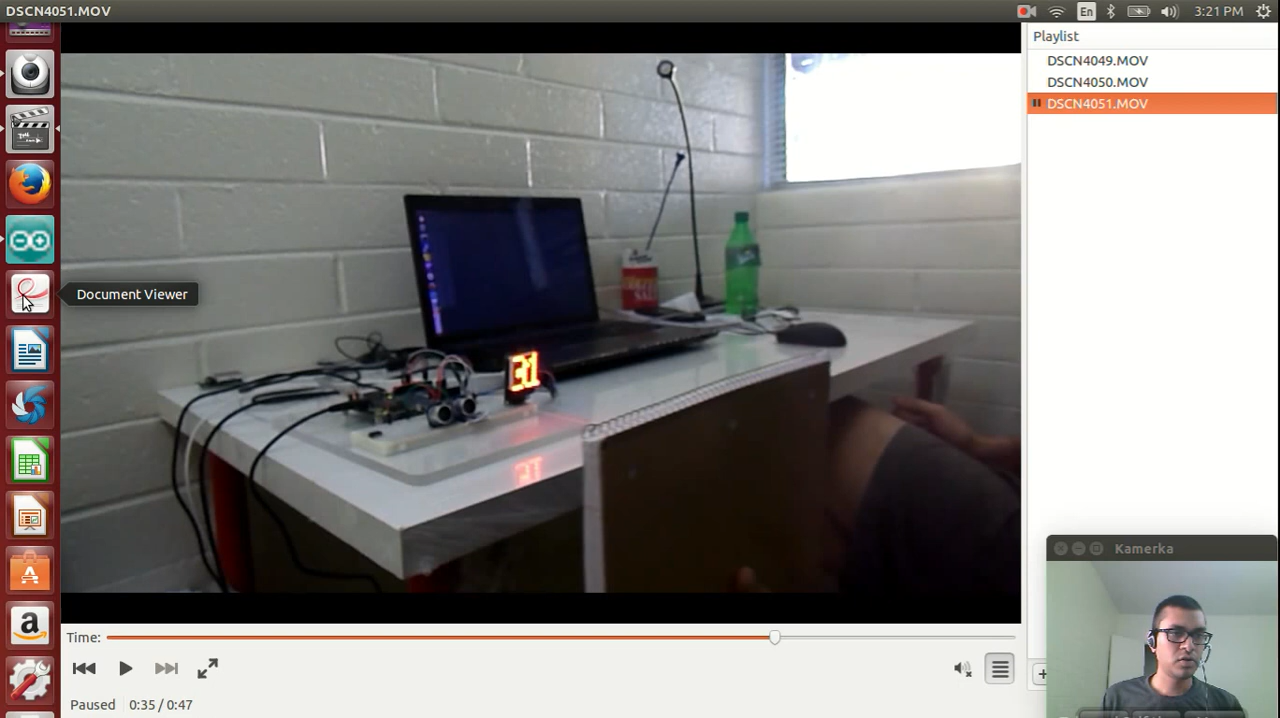 DSCN4051.MOV
En
3:21 PM
Playlist
DSCN4049.MOV
DSCN4050.MOV
DSCN4051.MOV
Document Viewer
31
Kamerka
Time:
Paused 0:35 / 0:47